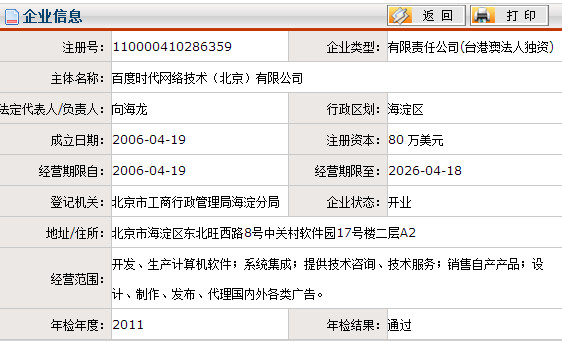 企业信息 返 回 打 印
注册号： 110000410286359 企业类型： 有限责任公司(台港澳法人独资)
主体名称： 百度时代网络技术（北京）有限公司
法定代表人/负责人： 向海龙 行政区划： 海淀区
成立日期： 2006-04-19 注册资本： 80 万美元
经营期限自： 2006-04-19 经营期限至： 2026-04-18
登记机关： 北京市工商行政管理局海淀分局 企业状态： 开业
地址/住所： 北京市海淀区东北旺西路8号中关村软件园17号楼二层A2
经营范围： 开发、生产计算机软件；系统集成；提供技术咨询、技术服务；销售自产产品；设
计、制作、发布、代理国内外各类广告。
年检年度： 2011 年检结果： 通过